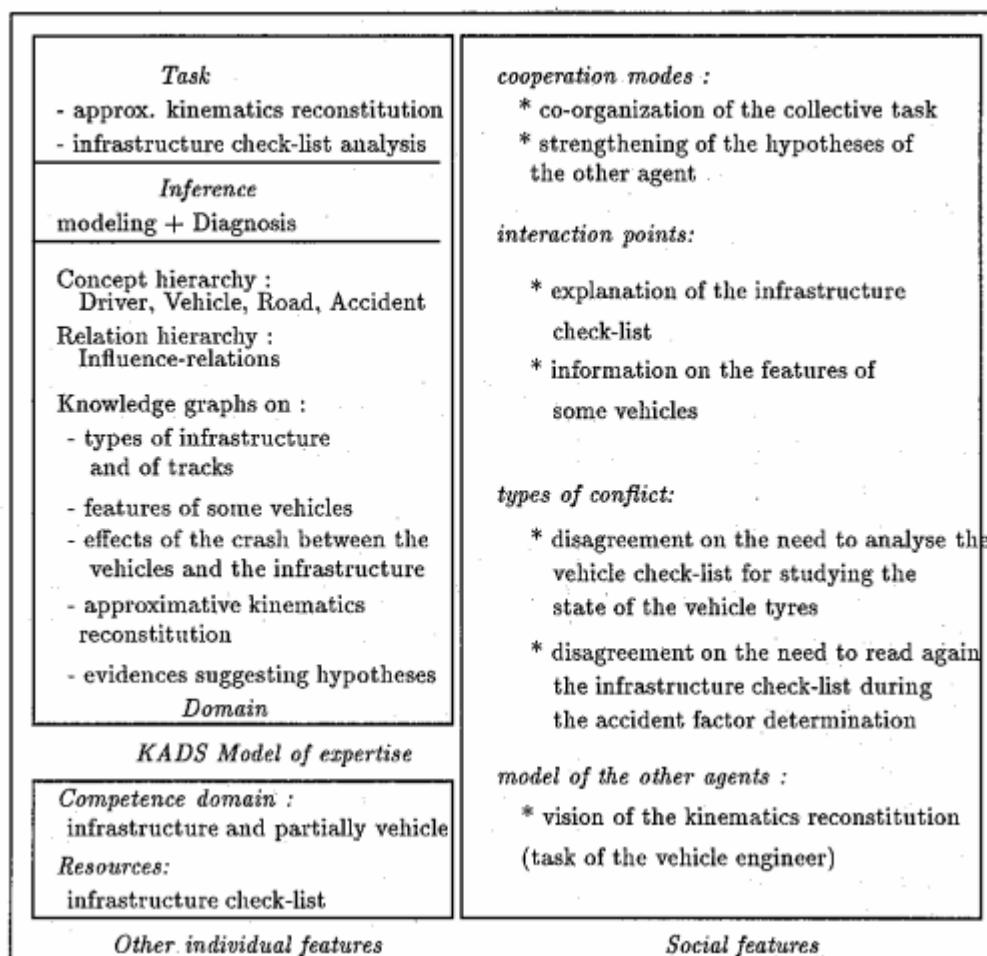 Task
- approx. kinematics reconstitution
- infrastructure check-list analysis
Inference
modeling + Diagnosis
Concept hierarchy :
Driver, Vehicle, Road, Accident
Relation hierarchy :
Influence-relations
Knowledge graphs on :
- types of infrastructure
and of tracks
- features of some vehicles
- effects of the crash between the
vehicles and the infrastructure
- approximative kinematics
reconstitution
- evidences suggesting hypotheses
Domain
KADS Model of expertise
Competence domain :
infrastructure and partially vehicle
Resources:
infrastructure check-list
Other individual features
cooperation modes :
* co-organization of the collective task
* strengthening of the hypotheses of
the other agent
interaction points:
* explanation of the infrastructure
check-list
* information on the features of
some vehicles
types of conflict:
* disagreement on the need to analyse the
vehicle check-list for studying the
state of the vehicle tyres
* disagreement on the need to read again
the infrastructure check-list during
the accident factor determination
model of the other agents :
* vision of the kinematics reconstitution
(task of the vehicle engineer)
Social features